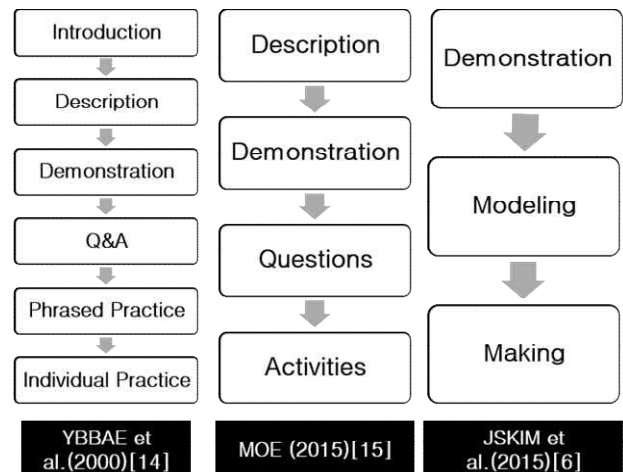 Introduction
Description
Demonstration
Q&A
Phrased Practice
Individual Practice
YBBAE et
al.(2000)[14]
Description
Demonstration
Questions
Activities
MOE (2015)[15]
Demonstration
Modeling
Making
JSKIM et
al.(2015)[6]